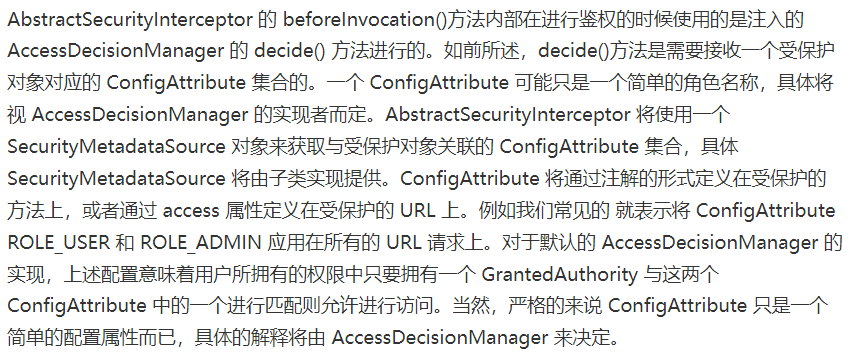 AbstractSecurityInterceptor 的 beforeInvocation()方法内部在进行鉴权的时候使用的是注入的
AccessDecisionManager 的 decide() 方法进行的。如前所述，decide()方法是需要接收一个受保护
对象对应的 ConfigAttribute 集合的。一个 ConfigAttribute 可能只是一个简单的角色名称，具体将
视 AccessDecisionManager 的实现者而定。AbstractSecurityInterceptor 将使用一个
SecurityMetadataSource 对象来获取与受保护对象关联的 ConfigAttribute 集合，具体
SecurityMetadataSource 将由子类实现提供。ConfigAttribute 将通过注解的形式定义在受保护的
方法上，或者通过 access 属性定义在受保护的 URL 上。例如我们常见的 就表示将 ConfigAttribute
ROLE_USER 和 ROLE_ADMIN 应用在所有的 URL 请求上。对于默认的 AccessDecisionManager 的
实现，上述配置意味着用户所拥有的权限中只要拥有一个 GrantedAuthority 与这两个
ConfigAttribute 中的一个进行匹配则允许进行访问。当然，严格的来说 ConfigAttribute 只是一个
简单的配置属性而已，具体的解释将由 AccessDecisionManager 来决定。